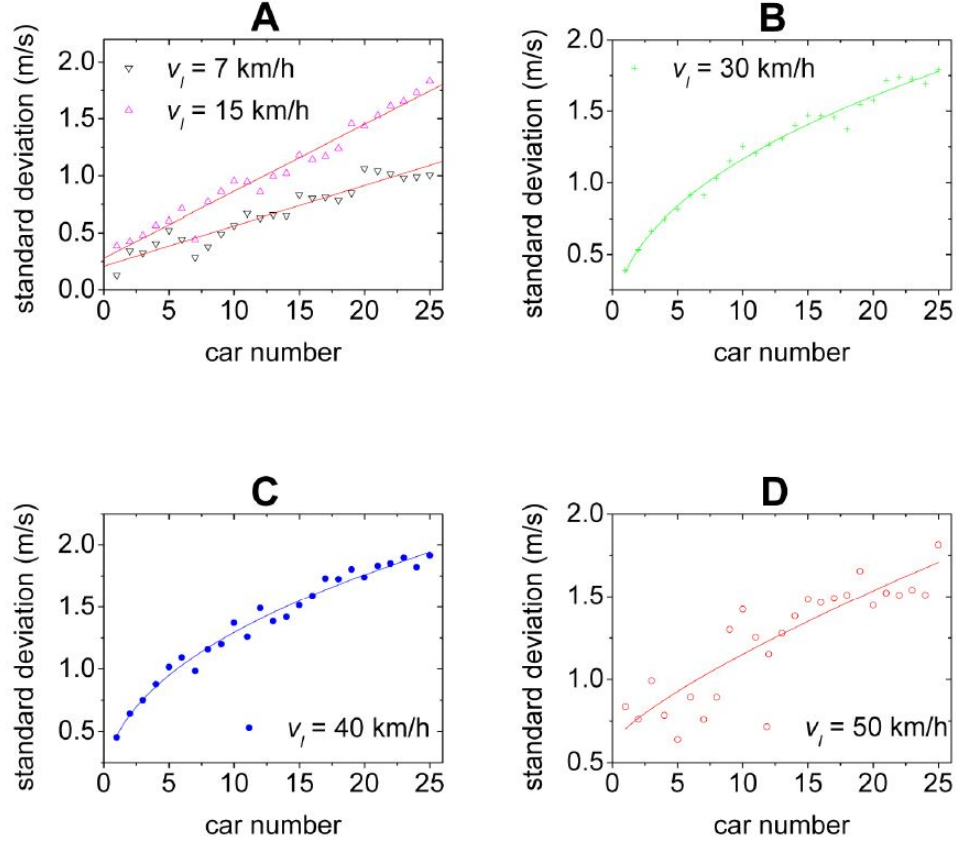 A
standard deviation (m/s)
2.0
1.5
1.0
0.5
0.0
v_l = 7 km/h
v_l = 15 km/h
0 5 10 15 20 25
car number
B
standard deviation (m/s)
2.0
1.5
1.0
0.5
v_l = 30 km/h
0 5 10 15 20 25
car number
C
standard deviation (m/s)
2.0
1.5
1.0
0.5
v_l = 40 km/h
0 5 10 15 20 25
car number
D
standard deviation (m/s)
2.0
1.5
1.0
0.5
v_l = 50 km/h
0 5 10 15 20 25
car number